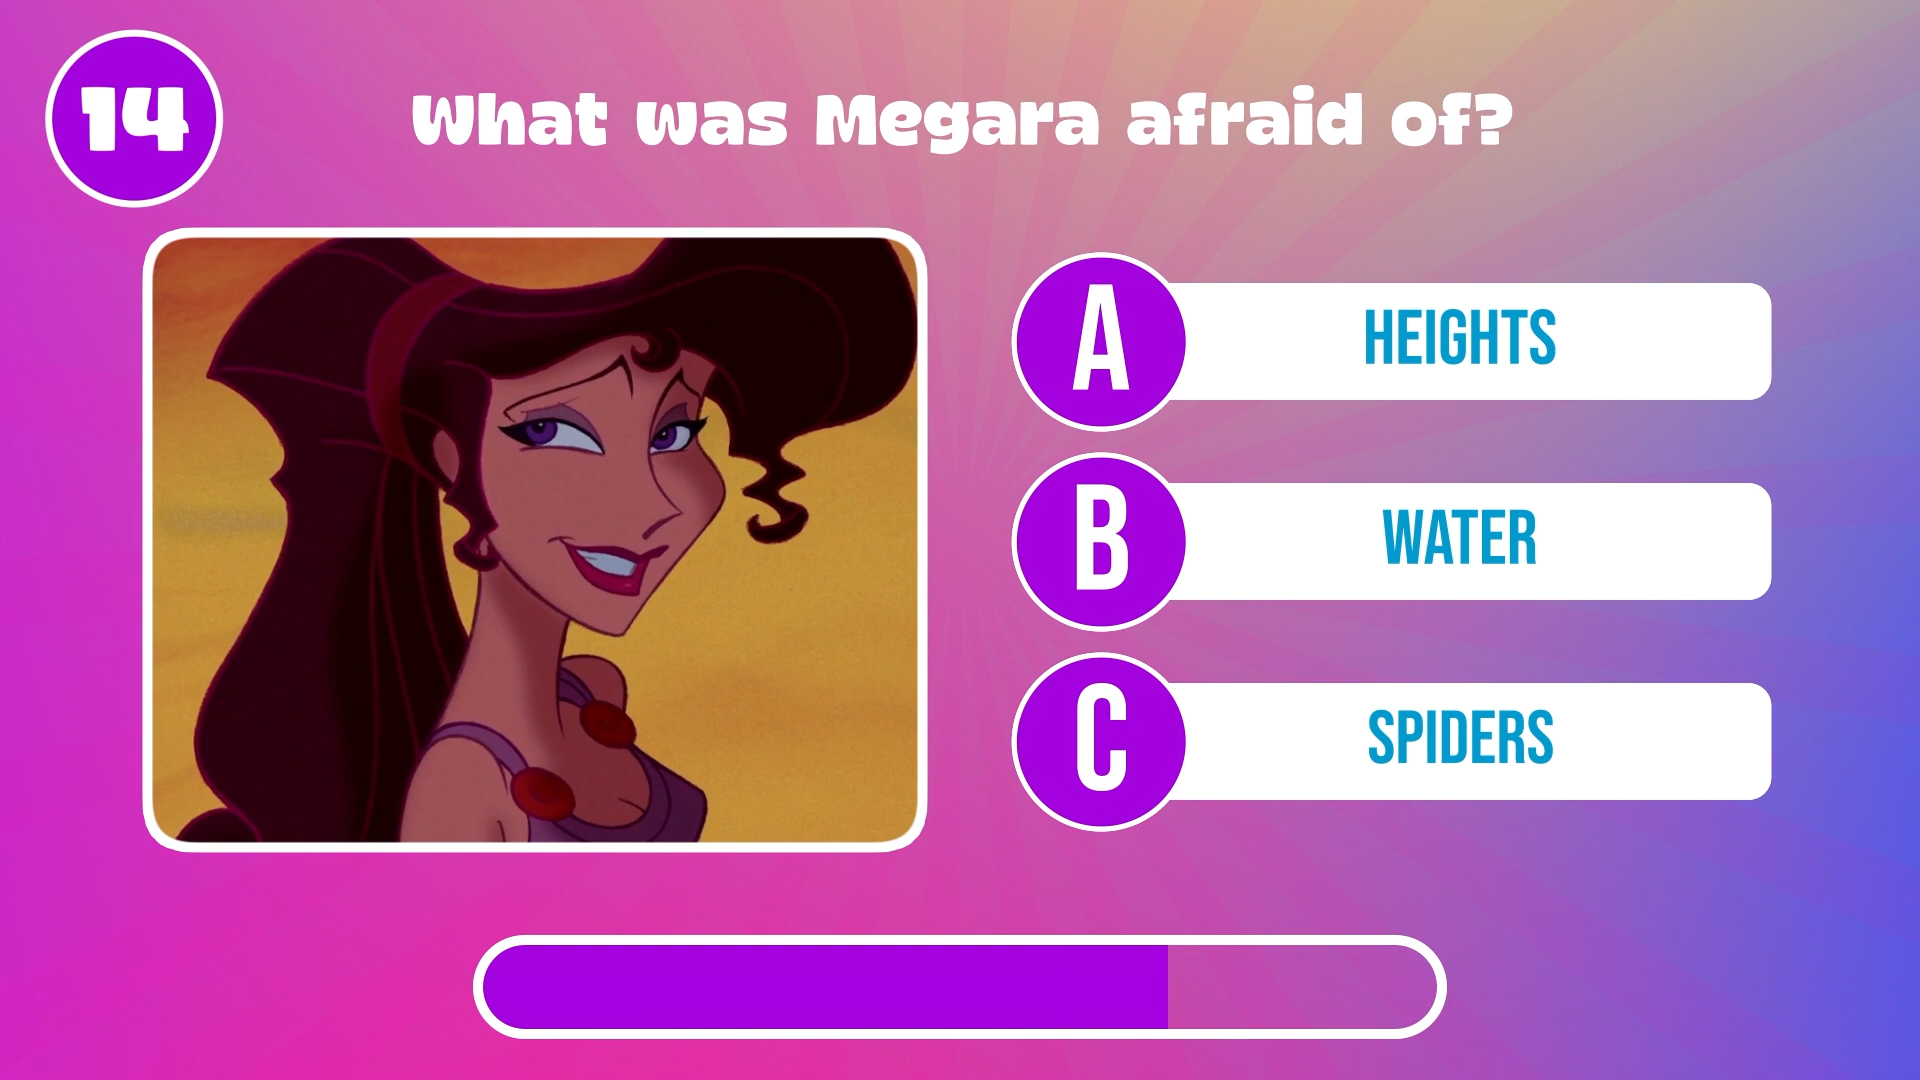 14
What was Megara afraid of?
A
HEIGHTS
B
WATER
C
SPIDERS